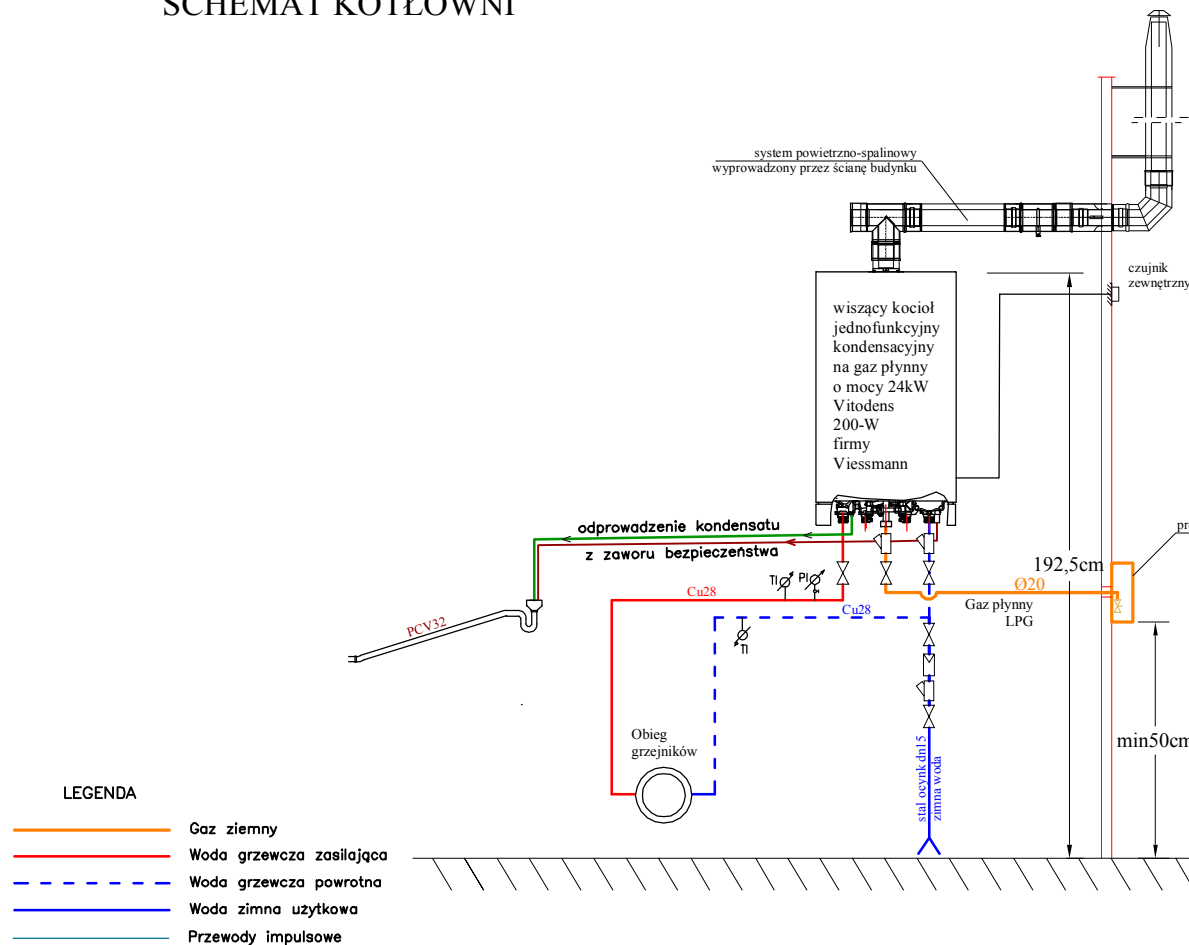 SCHEMAT KOTŁOWNI
system powietrzno-spalinowy
wyprowadzony przez ścianę budynku
czujnik
zewnętrzny
wiszący kocioł
jednofunkcyjny
kondensacyjny
na gaz płynny
o mocy 24kW
Vitodens
200-W
firmy
Viessmann
odprowadzenie kondensatu
z zaworu bezpieczeństwa
192,5cm
TI
PI
Cu28
Ø20
Gaz płynny
LPG
Cu28
TI
PCV32
Obieg
grzejników
stal ocynk dn15
zimna woda
min50cm
LEGENDA
Gaz ziemny
Woda grzewcza zasilająca
Woda grzewcza powrotna
Woda zimna użytkowa
Przewody impulsowe